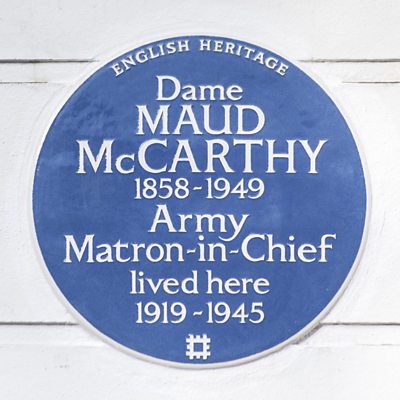 ENGLISH HERITAGE
Dame
MAUD
McCARTHY
1858-1949
Army
Matron-in-Chief
lived here
1919-1945